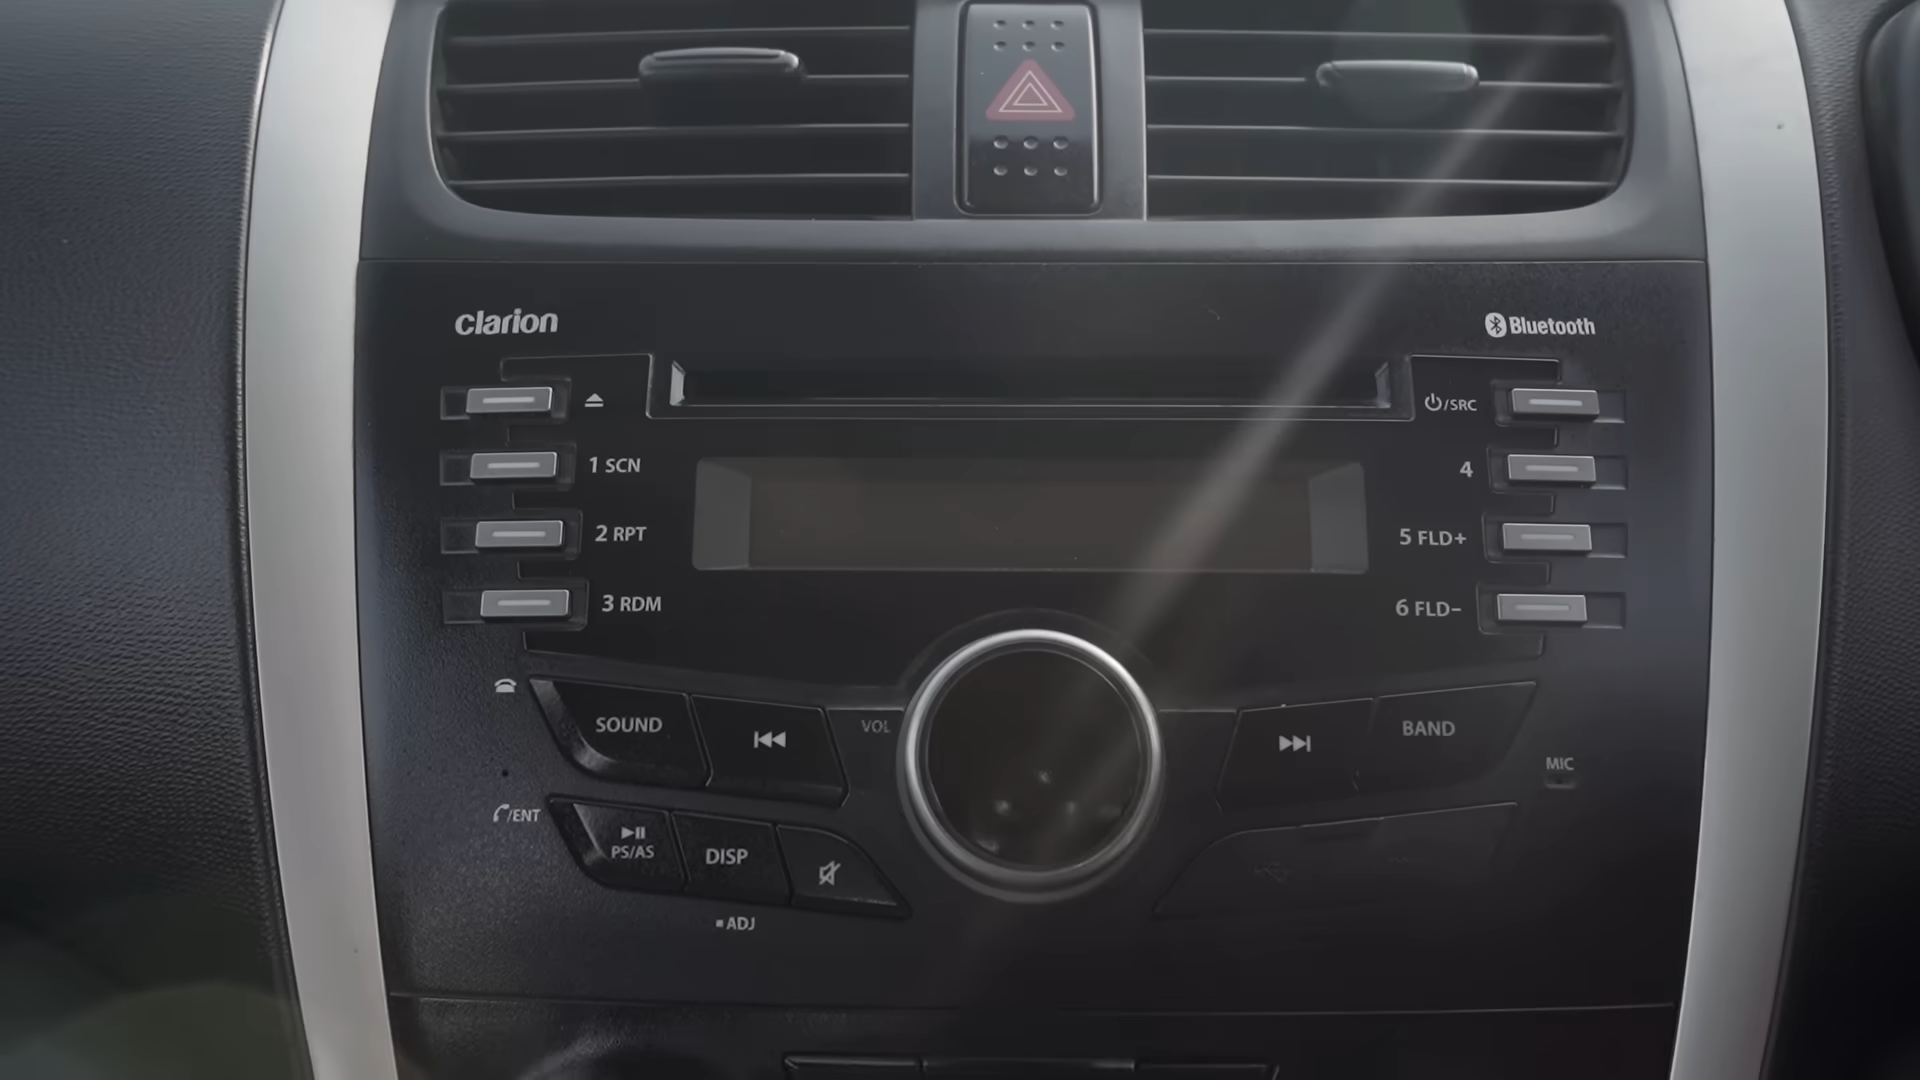 clarion
Bluetooth
/SRC
1 SCN
4
2 RPT
5 FLD+
3 RDM
6 FLD-
SOUND
VOL
BAND
MIC
/ENT
PS/AS
DISP
ADJ